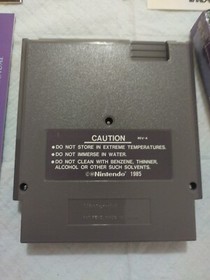 CAUTION
●DO NOT STORE IN EXTREME TEMPERATURES.
●DO NOT IMMERSE IN WATER.
●DO NOT CLEAN WITH BENZENE, THINNER,
ALCOHOL OR OTHER SUCH SOLVENTS.
©®Nintendo 1985